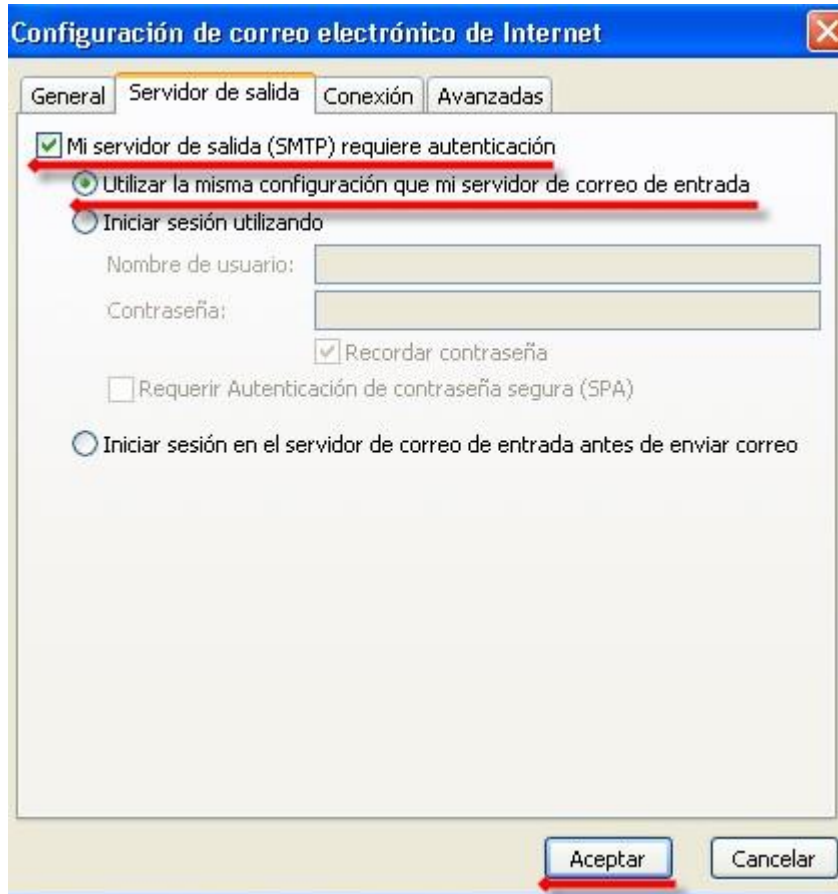 Configuración de correo electrónico de Internet
General Servidor de salida Conexión Avanzadas
Mi servidor de salida (SMTP) requiere autenticación
Utilizar la misma configuración que mi servidor de correo de entrada
Iniciar sesión utilizando
Nombre de usuario:
Contraseña:
Recordar contraseña
Requerir Autenticación de contraseña segura (SPA)
Iniciar sesión en el servidor de correo de entrada antes de enviar correo
Aceptar Cancelar